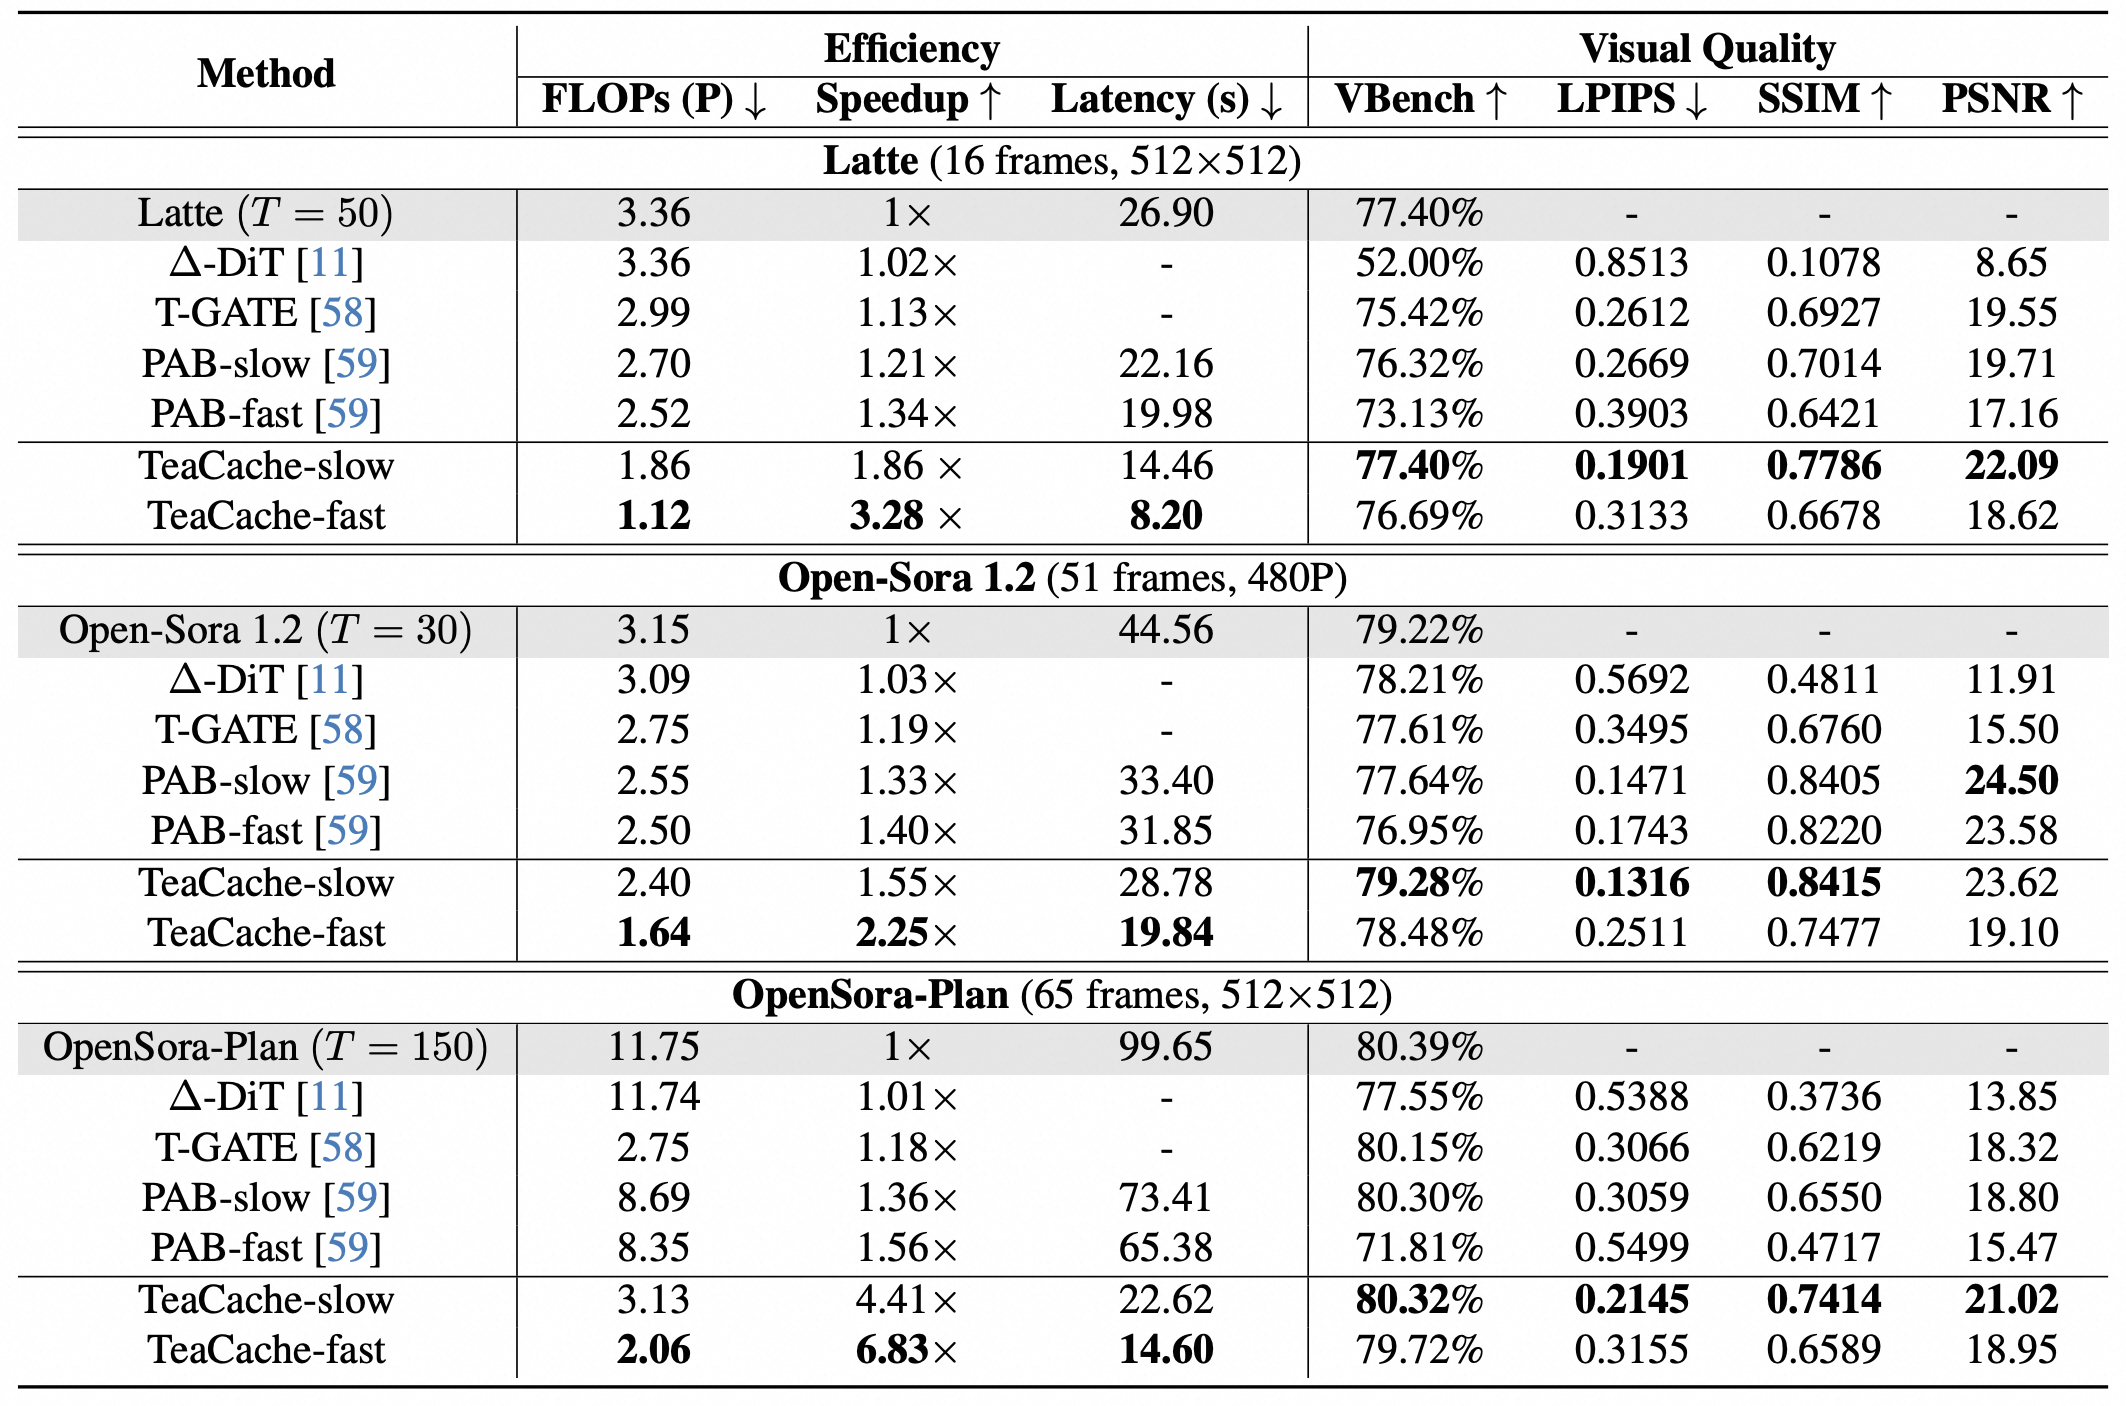 Method Efficiency Visual Quality
FLOPs (P) ↓ Speedup ↑ Latency (s) ↓ VBench ↑ LPIPS ↓ SSIM ↑ PSNR ↑
Latte (16 frames, 512×512)
Latte (T = 50) 3.36 1× 26.90 77.40% - - -
Δ-DiT [11] 3.36 1.02× - 52.00% 0.8513 0.1078 8.65
T-GATE [58] 2.99 1.13× - 75.42% 0.2612 0.6927 19.55
PAB-slow [59] 2.70 1.21× 22.16 76.32% 0.2669 0.7014 19.71
PAB-fast [59] 2.52 1.34× 19.98 73.13% 0.3903 0.6421 17.16
TeaCache-slow 1.86 1.86 × 14.46 77.40% 0.1901 0.7786 22.09
TeaCache-fast 1.12 3.28 × 8.20 76.69% 0.3133 0.6678 18.62
Open-Sora 1.2 (51 frames, 480P)
Open-Sora 1.2 (T = 30) 3.15 1× 44.56 79.22% - - -
Δ-DiT [11] 3.09 1.03× - 78.21% 0.5692 0.4811 11.91
T-GATE [58] 2.75 1.19× - 77.61% 0.3495 0.6760 15.50
PAB-slow [59] 2.55 1.33× 33.40 77.64% 0.1471 0.8405 24.50
PAB-fast [59] 2.50 1.40× 31.85 76.95% 0.1743 0.8220 23.58
TeaCache-slow 2.40 1.55× 28.78 79.28% 0.1316 0.8415 23.62
TeaCache-fast 1.64 2.25× 19.84 78.48% 0.2511 0.7477 19.10
OpenSora-Plan (65 frames, 512×512)
OpenSora-Plan (T = 150) 11.75 1× 99.65 80.39% - - -
Δ-DiT [11] 11.74 1.01× - 77.55% 0.5388 0.3736 13.85
T-GATE [58] 2.75 1.18× - 80.15% 0.3066 0.6219 18.32
PAB-slow [59] 8.69 1.36× 73.41 80.30% 0.3059 0.6550 18.80
PAB-fast [59] 8.35 1.56× 65.38 71.81% 0.5499 0.4717 15.47
TeaCache-slow 3.13 4.41× 22.62 80.32% 0.2145 0.7414 21.02
TeaCache-fast 2.06 6.83× 14.60 79.72% 0.3155 0.6589 18.95